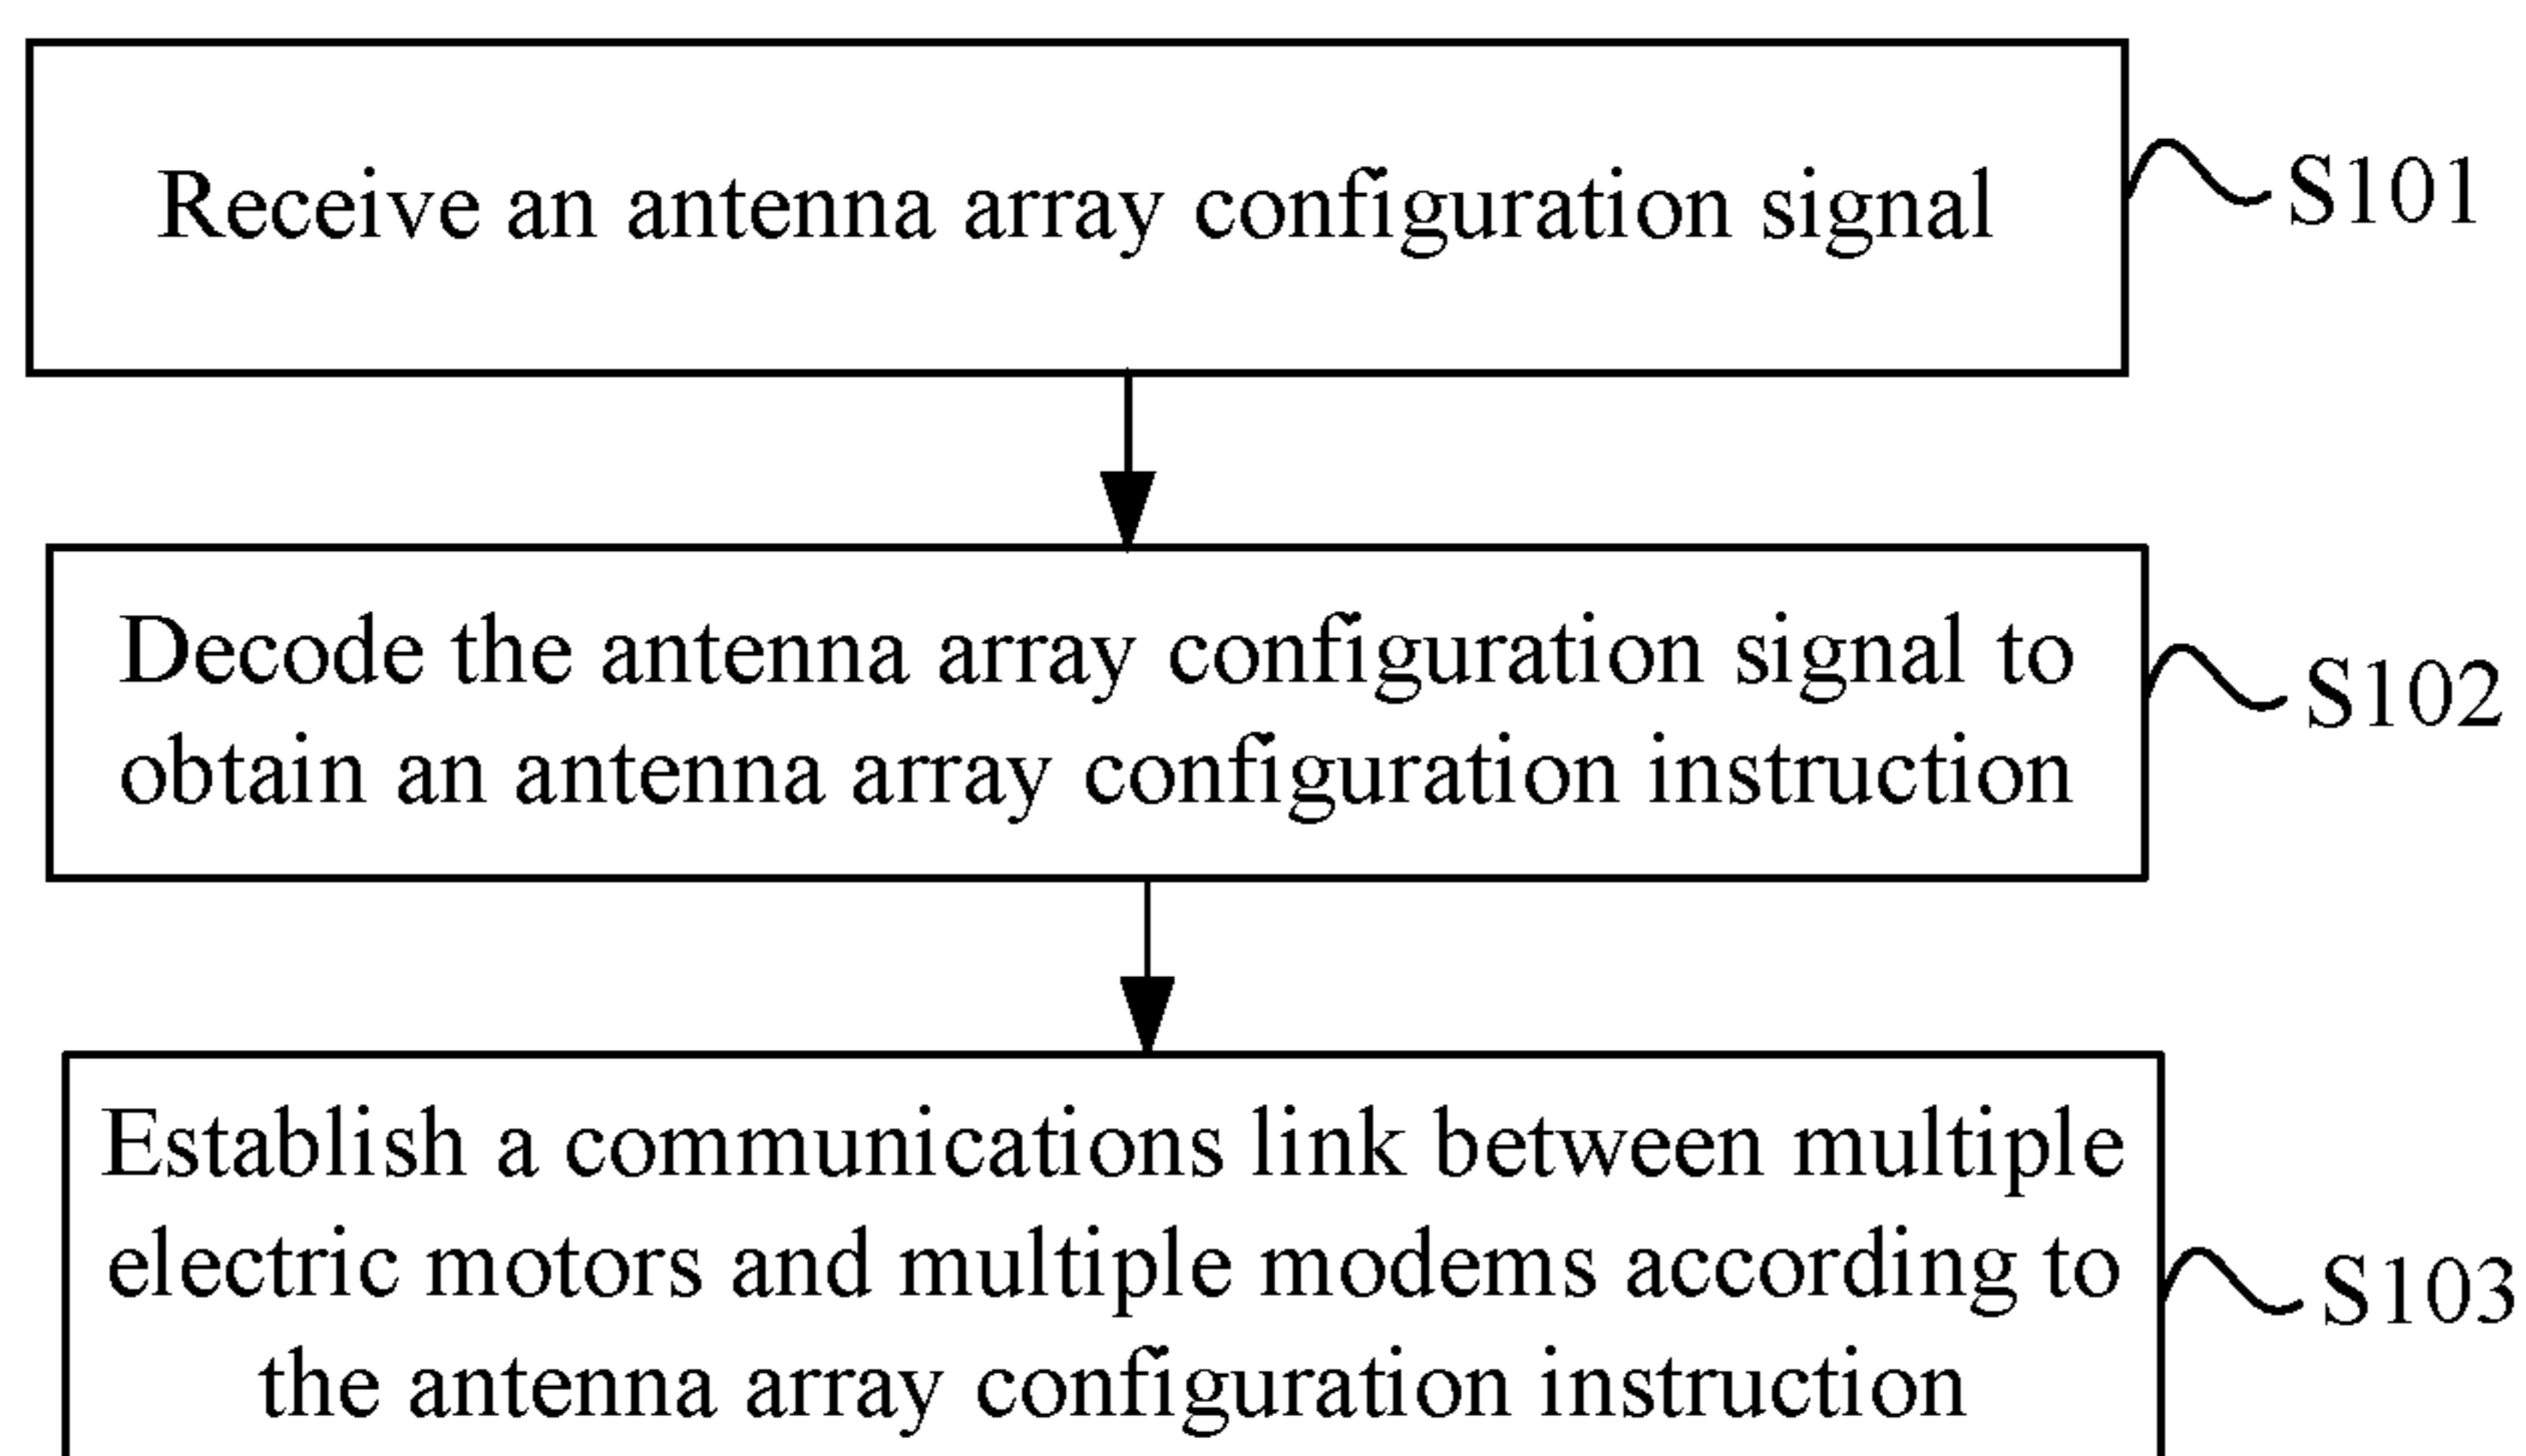 Receive an antenna array configuration signal
S101
Decode the antenna array configuration signal to
obtain an antenna array configuration instruction
S102
Establish a communications link between multiple
electric motors and multiple modems according to
the antenna array configuration instruction
S103